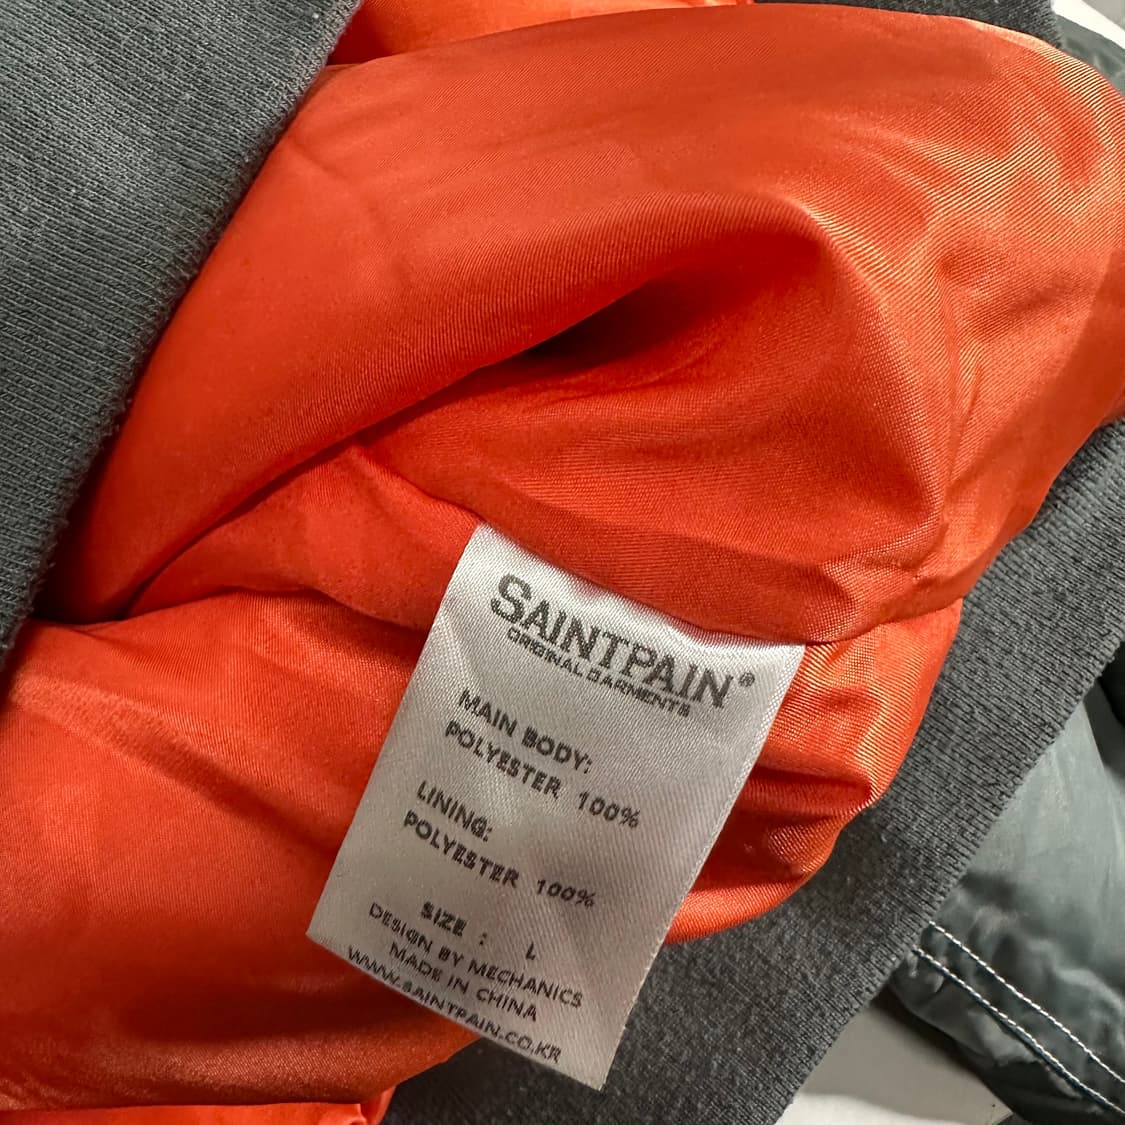 SAINTPAIN®
ORIGINAL GARMENTS
MAIN BODY:
POLYESTER 100%
LINING:
POLYESTER 100%
SIZE : L
DESIGN BY MECHANICS
MADE IN CHINA
WWW.SAINTPAIN.CO.KR